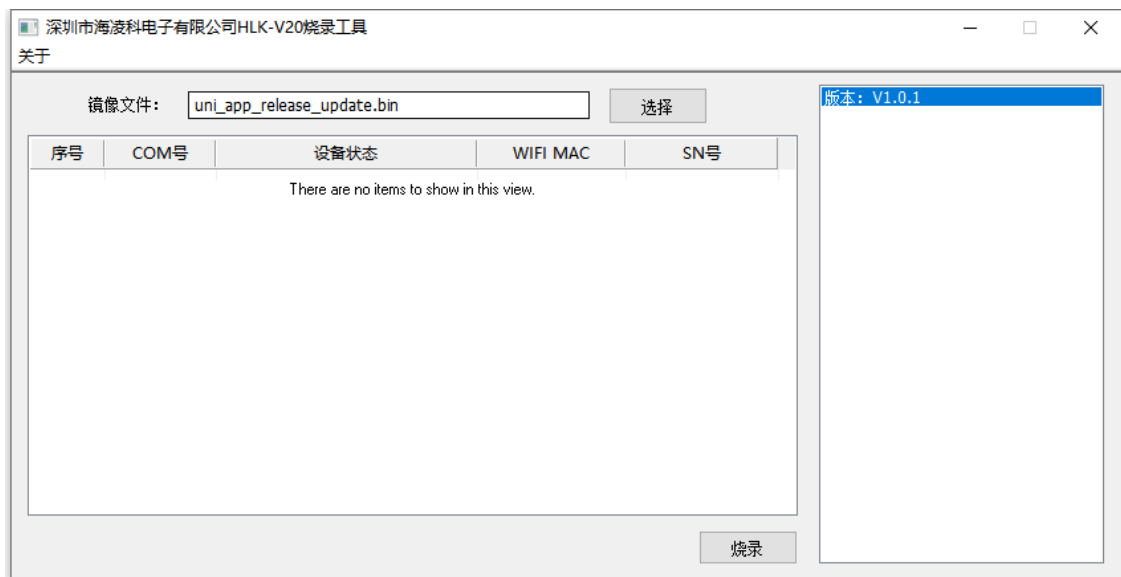 深圳市海凌科电子有限公司HLK-V20烧录工具
关于
镜像文件： uni_app_release_update.bin 选择
版本：V1.0.1
序号 COM号 设备状态 WIFI MAC SN号
There are no items to show in this view.
烧录